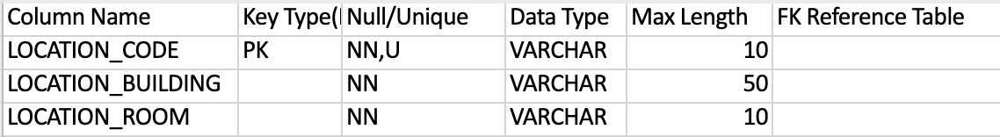 Column Name Key Type( Null/Unique Data Type Max Length FK Reference Table
LOCATION_CODE PK NN,U VARCHAR 10
LOCATION_BUILDING NN VARCHAR 50
LOCATION_ROOM NN VARCHAR 10